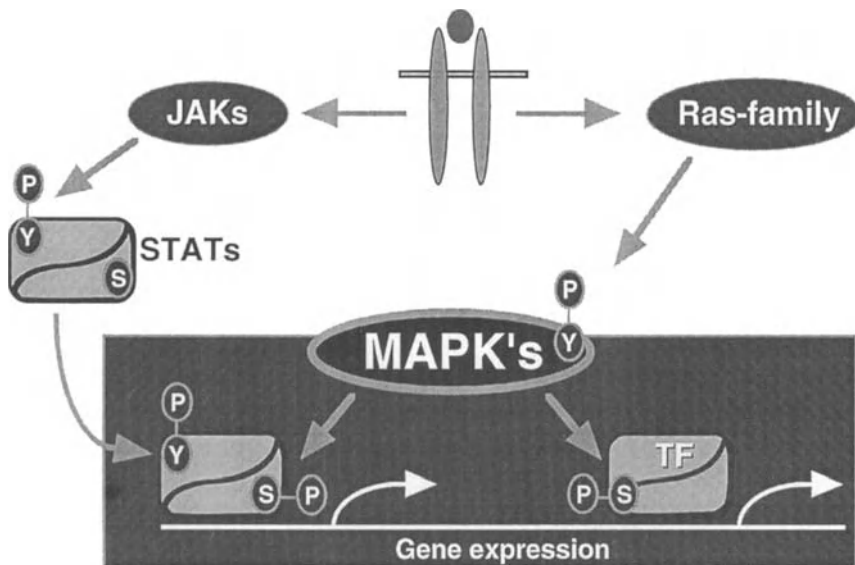 JAKs
Ras-family
P
Y
STATs
S
P
MAPK's
Y
P
Y
TF
S
P
P
S
Gene expression